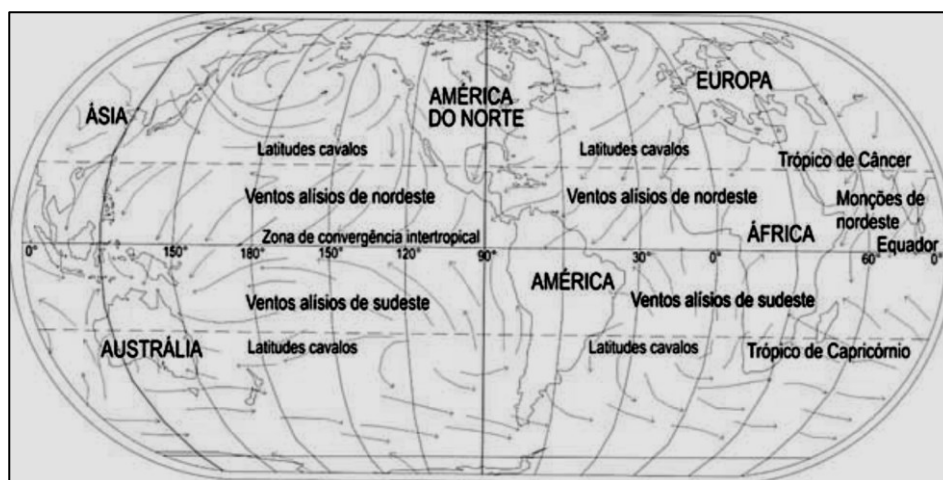 EUROPA
ÁSIA
AMÉRICA
DO NORTE
Latitudes cavalos
Latitudes cavalos
Trópico de Câncer
Ventos alísios de nordeste
Ventos alísios de nordeste
Monções de
nordeste
Zona de convergência intertropical
ÁFRICA
Equador
0°
150°
180°
150°
120°
90°
30°
0°
60°
0°
AMÉRICA
Ventos alísios de sudeste
Ventos alísios de sudeste
AUSTRÁLIA
Latitudes cavalos
Latitudes cavalos
Trópico de Capricórnio